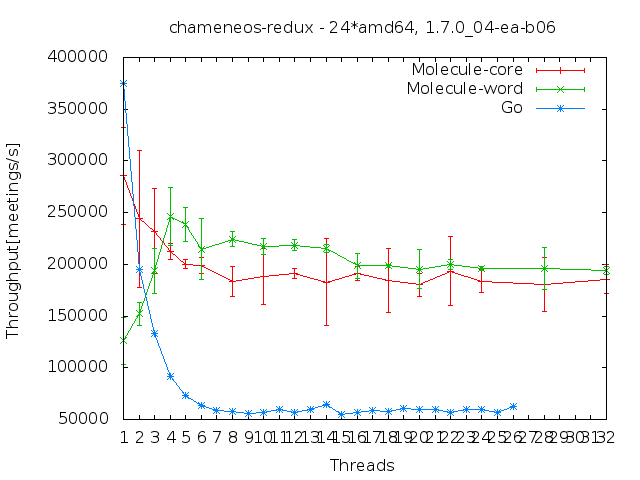 chameneos-redux - 24*amd64, 1.7.0_04-ea-b06
400000
350000
300000
250000
200000
150000
100000
50000
Throughput[meetings/s]
Molecule-core
Molecule-word
Go
1 2 3 4 5 6 7 8 9 10 11 12 13 14 15 16 17 18 19 20 21 22 23 24 25 26 27 28 29 30 31 32
Threads